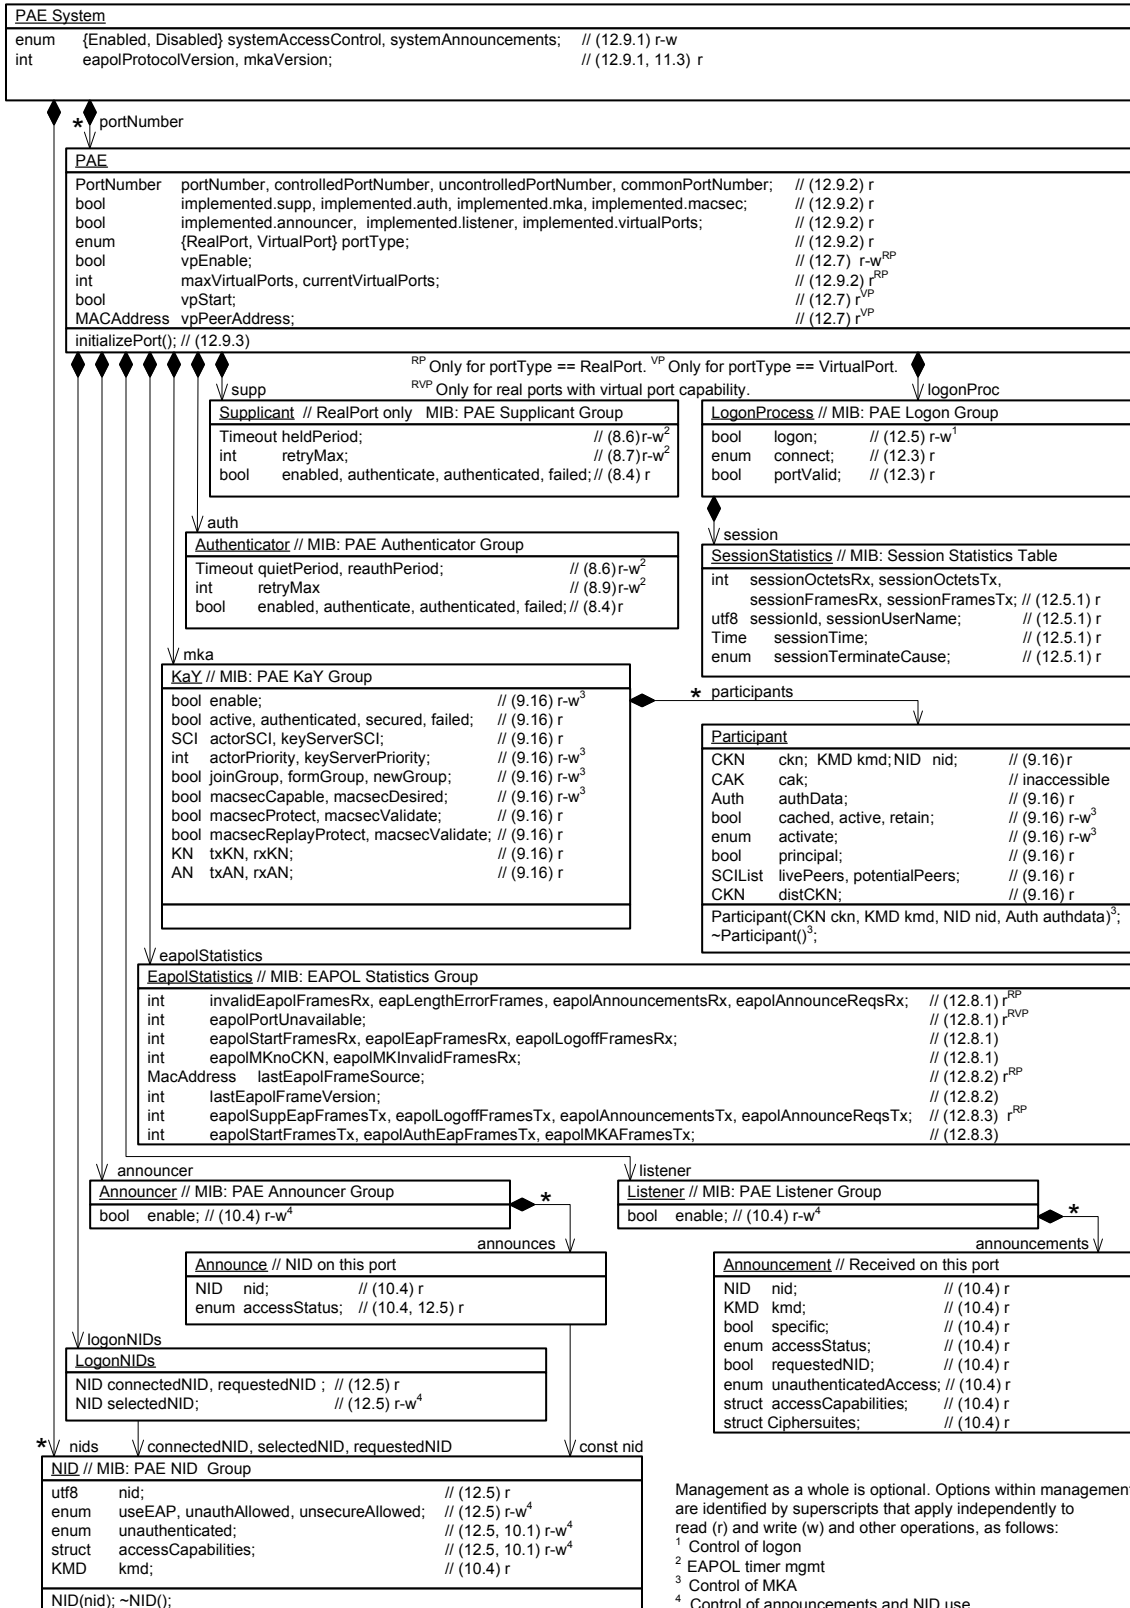 PAE System
enum {Enabled, Disabled} systemAccessControl, systemAnnouncements; // (12.9.1) r-w
int eapolProtocolVersion, mkaVersion; // (12.9.1, 11.3) r
* portNumber
PAE
PortNumber portNumber, controlledPortNumber, uncontrolledPortNumber, commonPortNumber; // (12.9.2) r
bool implemented.supp, implemented.auth, implemented.mka, implemented.macsec; // (12.9.2) r
bool implemented.announcer, implemented.listener, implemented.virtualPorts; // (12.9.2) r
enum {RealPort, VirtualPort} portType; // (12.9.2) r
bool vpEnable; // (12.7) r-wRP
int maxVirtualPorts, currentVirtualPorts; // (12.9.2) rRP
bool vpStart; // (12.7) rVP
MACAddress vpPeerAddress; // (12.7) rVP
initializePort(); // (12.9.3)
RP Only for portType == RealPort. VP Only for portType == VirtualPort.
RVP Only for real ports with virtual port capability.
supp
Supplicant // RealPort only MIB: PAE Supplicant Group
Timeout heldPeriod; // (8.6) r-w2
int retryMax; // (8.7) r-w2
bool enabled, authenticate, authenticated, failed; // (8.4) r
logonProc
LogonProcess // MIB: PAE Logon Group
bool logon; // (12.5) r-w1
enum connect; // (12.3) r
bool portValid; // (12.3) r
auth
Authenticator // MIB: PAE Authenticator Group
Timeout quietPeriod, reauthPeriod; // (8.6) r-w2
int retryMax // (8.9) r-w2
bool enabled, authenticate, authenticated, failed; // (8.4) r
session
SessionStatistics // MIB: Session Statistics Table
int sessionOctetsRx, sessionOctetsTx,
sessionFramesRx, sessionFramesTx; // (12.5.1) r
utf8 sessionId, sessionUserName; // (12.5.1) r
Time sessionTime; // (12.5.1) r
enum sessionTerminateCause; // (12.5.1) r
mka
KaY // MIB: PAE KaY Group
bool enable; // (9.16) r-w3
bool active, authenticated, secured, failed; // (9.16) r
SCI actorSCI, keyServerSCI; // (9.16) r
int actorPriority, keyServerPriority; // (9.16) r-w3
bool joinGroup, formGroup, newGroup; // (9.16) r-w3
bool macsecCapable, macsecDesired; // (9.16) r-w3
bool macsecProtect, macsecValidate; // (9.16) r
bool macsecReplayProtect, macsecValidate; // (9.16) r
KN txKN, rxKN; // (9.16) r
AN txAN, rxAN; // (9.16) r
* participants
Participant
CKN ckn; KMD kmd; NID nid; // (9.16) r
CAK cak; // inaccessible
Auth authData; // (9.16) r
bool cached, active, retain; // (9.16) r-w3
enum activate; // (9.16) r-w3
bool principal; // (9.16) r
SCIList livePeers, potentialPeers; // (9.16) r
CKN distCKN; // (9.16) r
Participant(CKN ckn, KMD kmd, NID nid, Auth authdata)3;
~Participant()3;
eapolStatistics
EapolStatistics // MIB: EAPOL Statistics Group
int invalidEapolFramesRx, eapLengthErrorFrames, eapolAnnouncementsRx, eapolAnnounceReqsRx; // (12.8.1) rRP
int eapolPortUnavailable; // (12.8.1) rRVP
int eapolStartFramesRx, eapolEapFramesRx, eapolLogoffFramesRx; // (12.8.1)
int eapolMKnoCKN, eapolMKInvalidFramesRx; // (12.8.1)
MacAddress lastEapolFrameSource; // (12.8.2) rRP
int lastEapolFrameVersion; // (12.8.2)
int eapolSuppEapFramesTx, eapolLogoffFramesTx, eapolAnnouncementsTx, eapolAnnounceReqsTx; // (12.8.3) rRP
int eapolStartFramesTx, eapolAuthEapFramesTx, eapolMKAFramesTx; // (12.8.3)
announcer
Announcer // MIB: PAE Announcer Group
bool enable; // (10.4) r-w4
*
announces
Announce // NID on this port
NID nid; // (10.4) r
enum accessStatus; // (10.4, 12.5) r
listener
Listener // MIB: PAE Listener Group
bool enable; // (10.4) r-w4
*
announcements
Announcement // Received on this port
NID nid; // (10.4) r
KMD kmd; // (10.4) r
bool specific; // (10.4) r
enum accessStatus; // (10.4) r
bool requestedNID; // (10.4) r
enum unauthenticatedAccess; // (10.4) r
struct accessCapabilities; // (10.4) r
struct Ciphersuites; // (10.4) r
logonNIDs
LogonNIDs
NID connectedNID, requestedNID ; // (12.5) r
NID selectedNID; // (12.5) r-w4
* nids
connectedNID, selectedNID, requestedNID
const nid
NID // MIB: PAE NID Group
utf8 nid; // (12.5) r
enum useEAP, unauthAllowed, unsecureAllowed; // (12.5) r-w4
enum unauthenticated; // (12.5, 10.1) r-w4
struct accessCapabilities; // (12.5, 10.1) r-w4
KMD kmd; // (10.4) r
NID(nid); ~NID();
Management as a whole is optional. Options within management
are identified by superscripts that apply independently to
read (r) and write (w) and other operations, as follows:
1 Control of logon
2 EAPOL timer mgmt
3 Control of MKA
4 Control of announcements and NID use